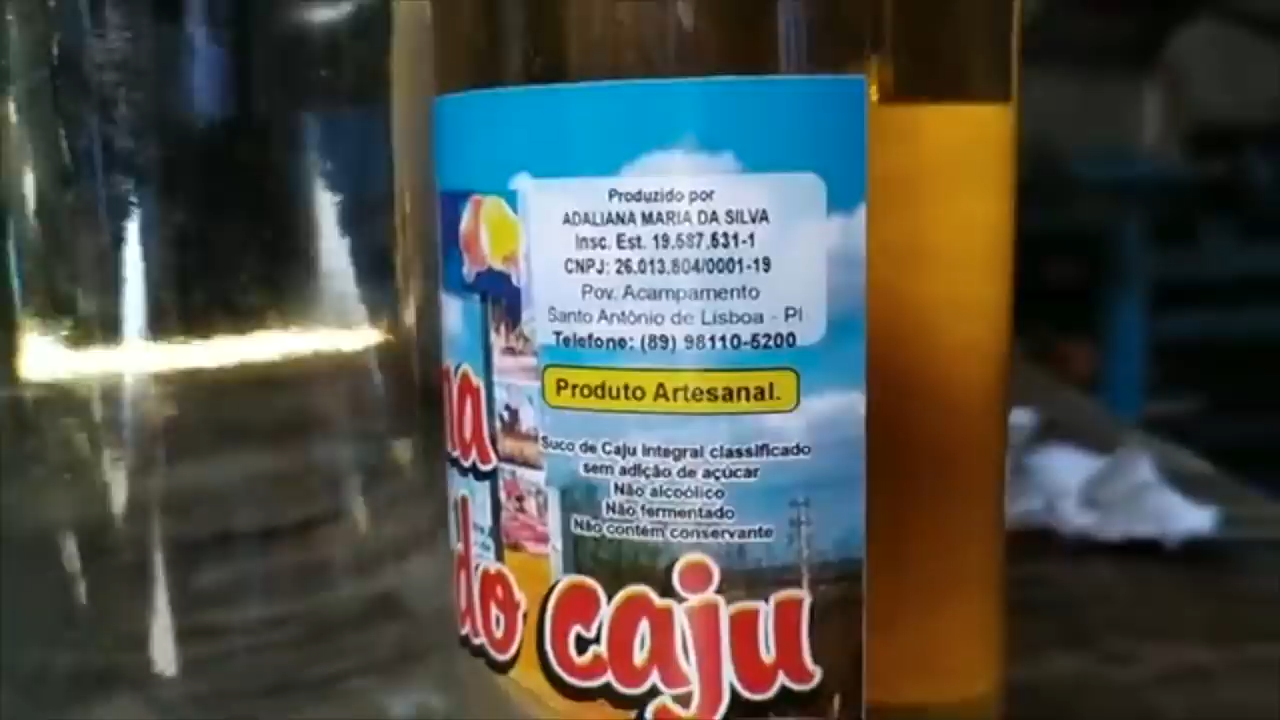 Produzido por
ADALIANA MARIA DA SILVA
Insc. Est. 19.587.531-1
CNPJ: 26.013.804/0001-19
Pov. Acampamento
Santo Antônio de Lisboa - PI
Telefone: (89) 98110-5200
Produto Artesanal.
Suco de Caju Integral classificado
sem adição de açúcar
Não alcoólico
Não fermentado
Não contém conservante
na
do caju